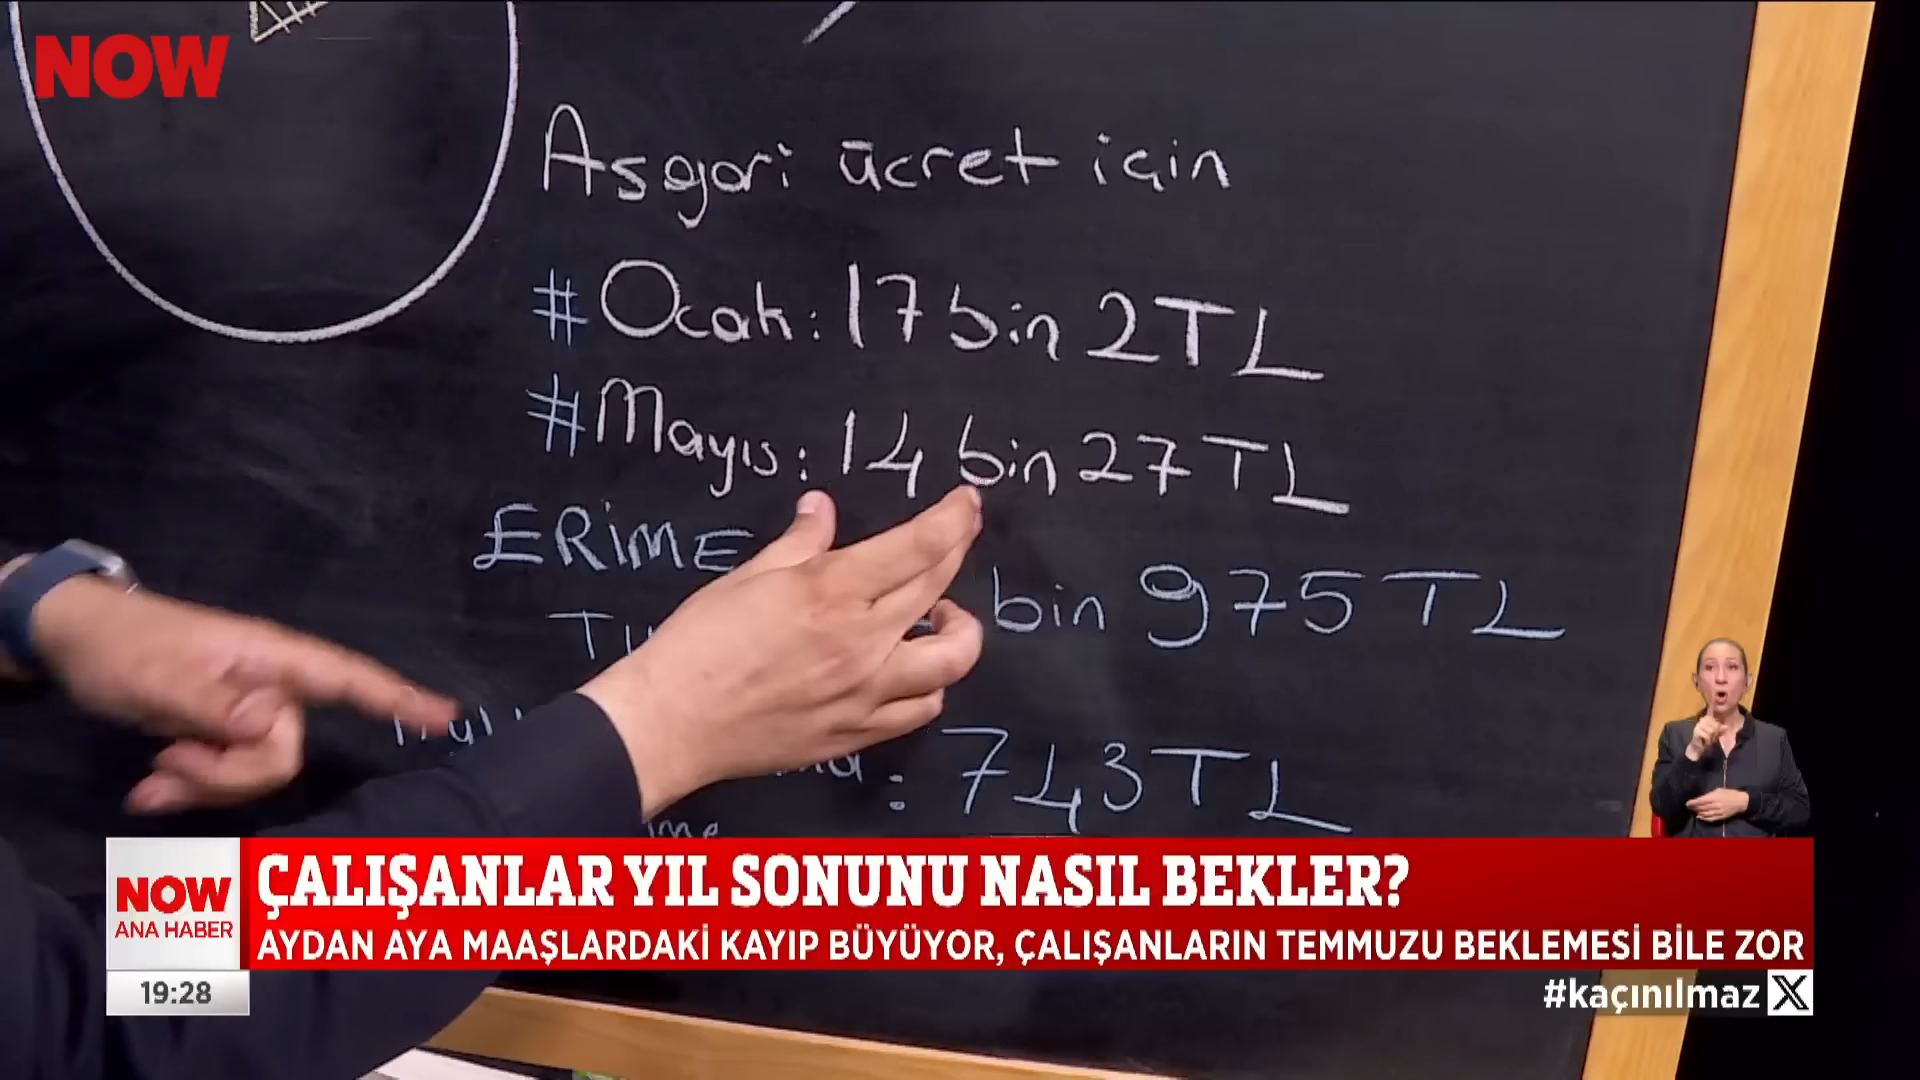 NOW
Asgari ücret için
#Ocak: 17 bin 2 TL
#Mayıs: 14 bin 27 TL
ERİME
bin 975 TL
: 743 TL
NOW
ANA HABER
ÇALIŞANLAR YIL SONUNU NASIL BEKLER?
AYDAN AYA MAAŞLARDAKİ KAYIP BÜYÜYOR, ÇALIŞANLARIN TEMMUZU BEKLEMESİ BİLE ZOR
19:28
#kaçınılmaz X